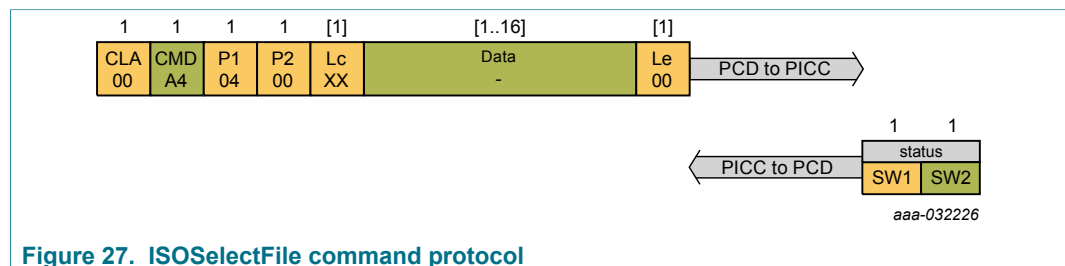 1 1 1 1 [1] [1..16] [1]
CLA CMD P1 P2 Lc Data Le
00 A4 04 00 XX - 00
PCD to PICC
1 1
status
PICC to PCD
SW1 SW2
aaa-032226
Figure 27. ISOSelectFile command protocol